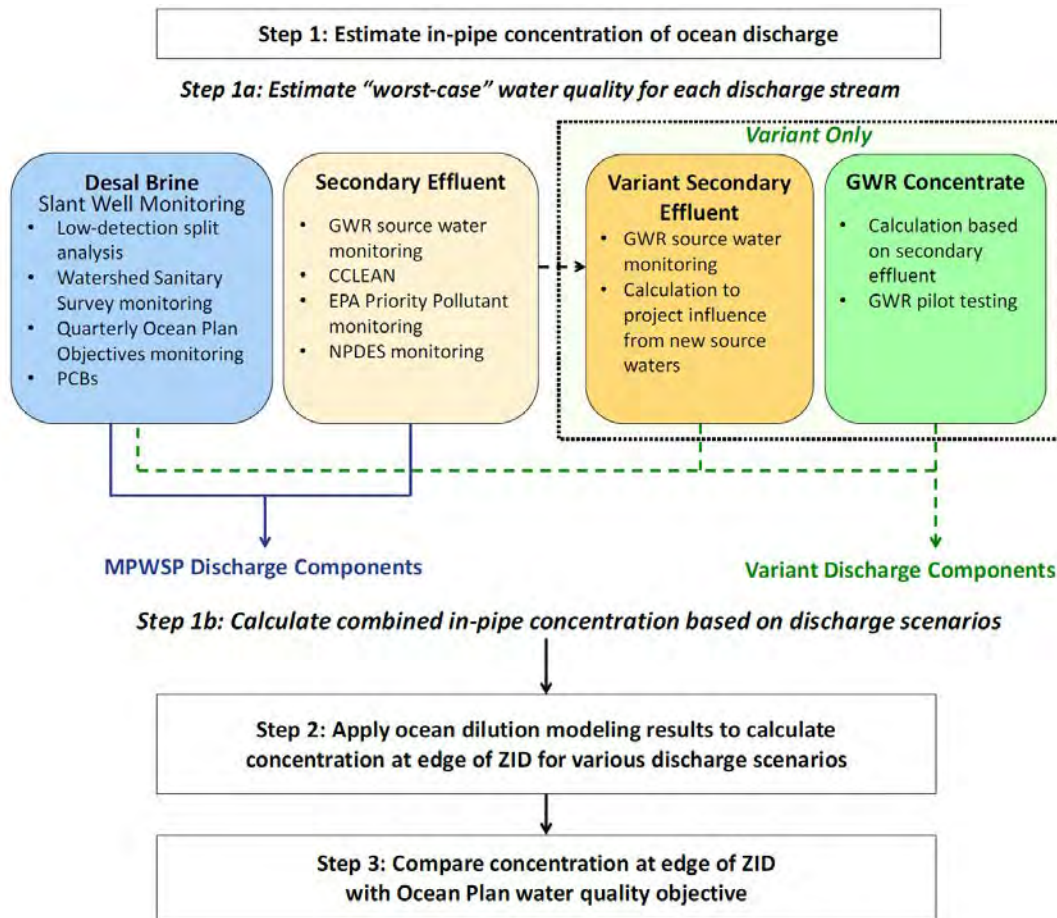 Step 1: Estimate in-pipe concentration of ocean discharge
Step 1a: Estimate “worst-case” water quality for each discharge stream
Variant Only
Desal Brine
Slant Well Monitoring
• Low-detection split
analysis
• Watershed Sanitary
Survey monitoring
• Quarterly Ocean Plan
Objectives monitoring
• PCBs
Secondary Effluent
• GWR source water
monitoring
• CCLEAN
• EPA Priority Pollutant
monitoring
• NPDES monitoring
Variant Secondary
Effluent
• GWR source water
monitoring
• Calculation to
project influence
from new source
waters
GWR Concentrate
• Calculation based
on secondary
effluent
• GWR pilot testing
MPWSP Discharge Components
Variant Discharge Components
Step 1b: Calculate combined in-pipe concentration based on discharge scenarios
Step 2: Apply ocean dilution modeling results to calculate
concentration at edge of ZID for various discharge scenarios
Step 3: Compare concentration at edge of ZID
with Ocean Plan water quality objective